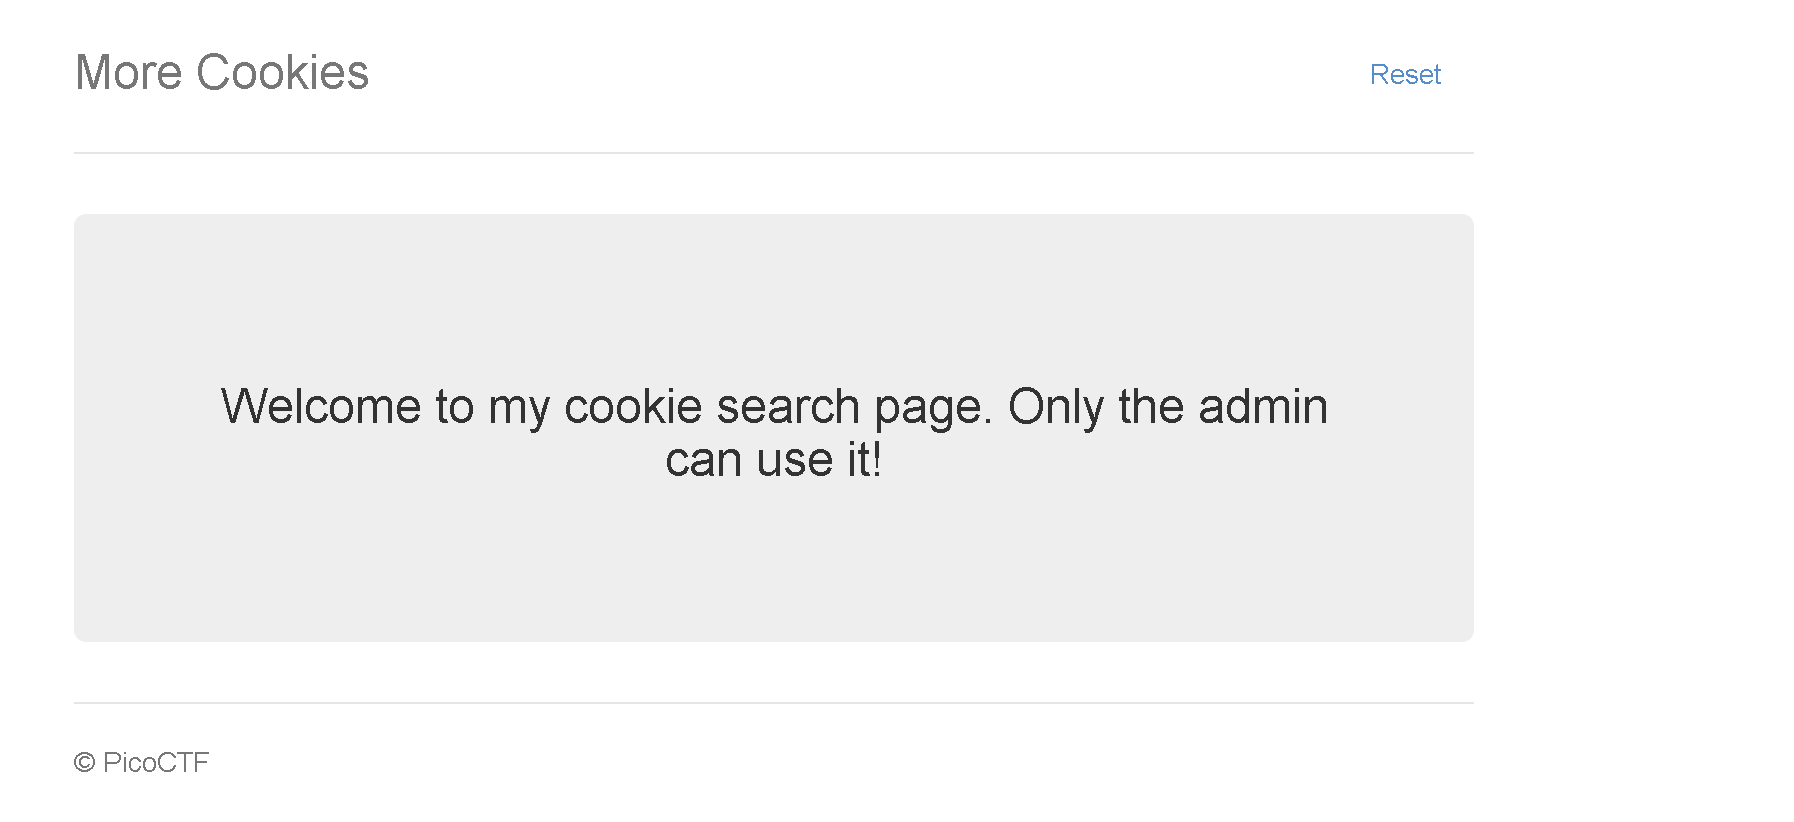 More Cookies
Reset
Welcome to my cookie search page. Only the admin
can use it!
© PicoCTF